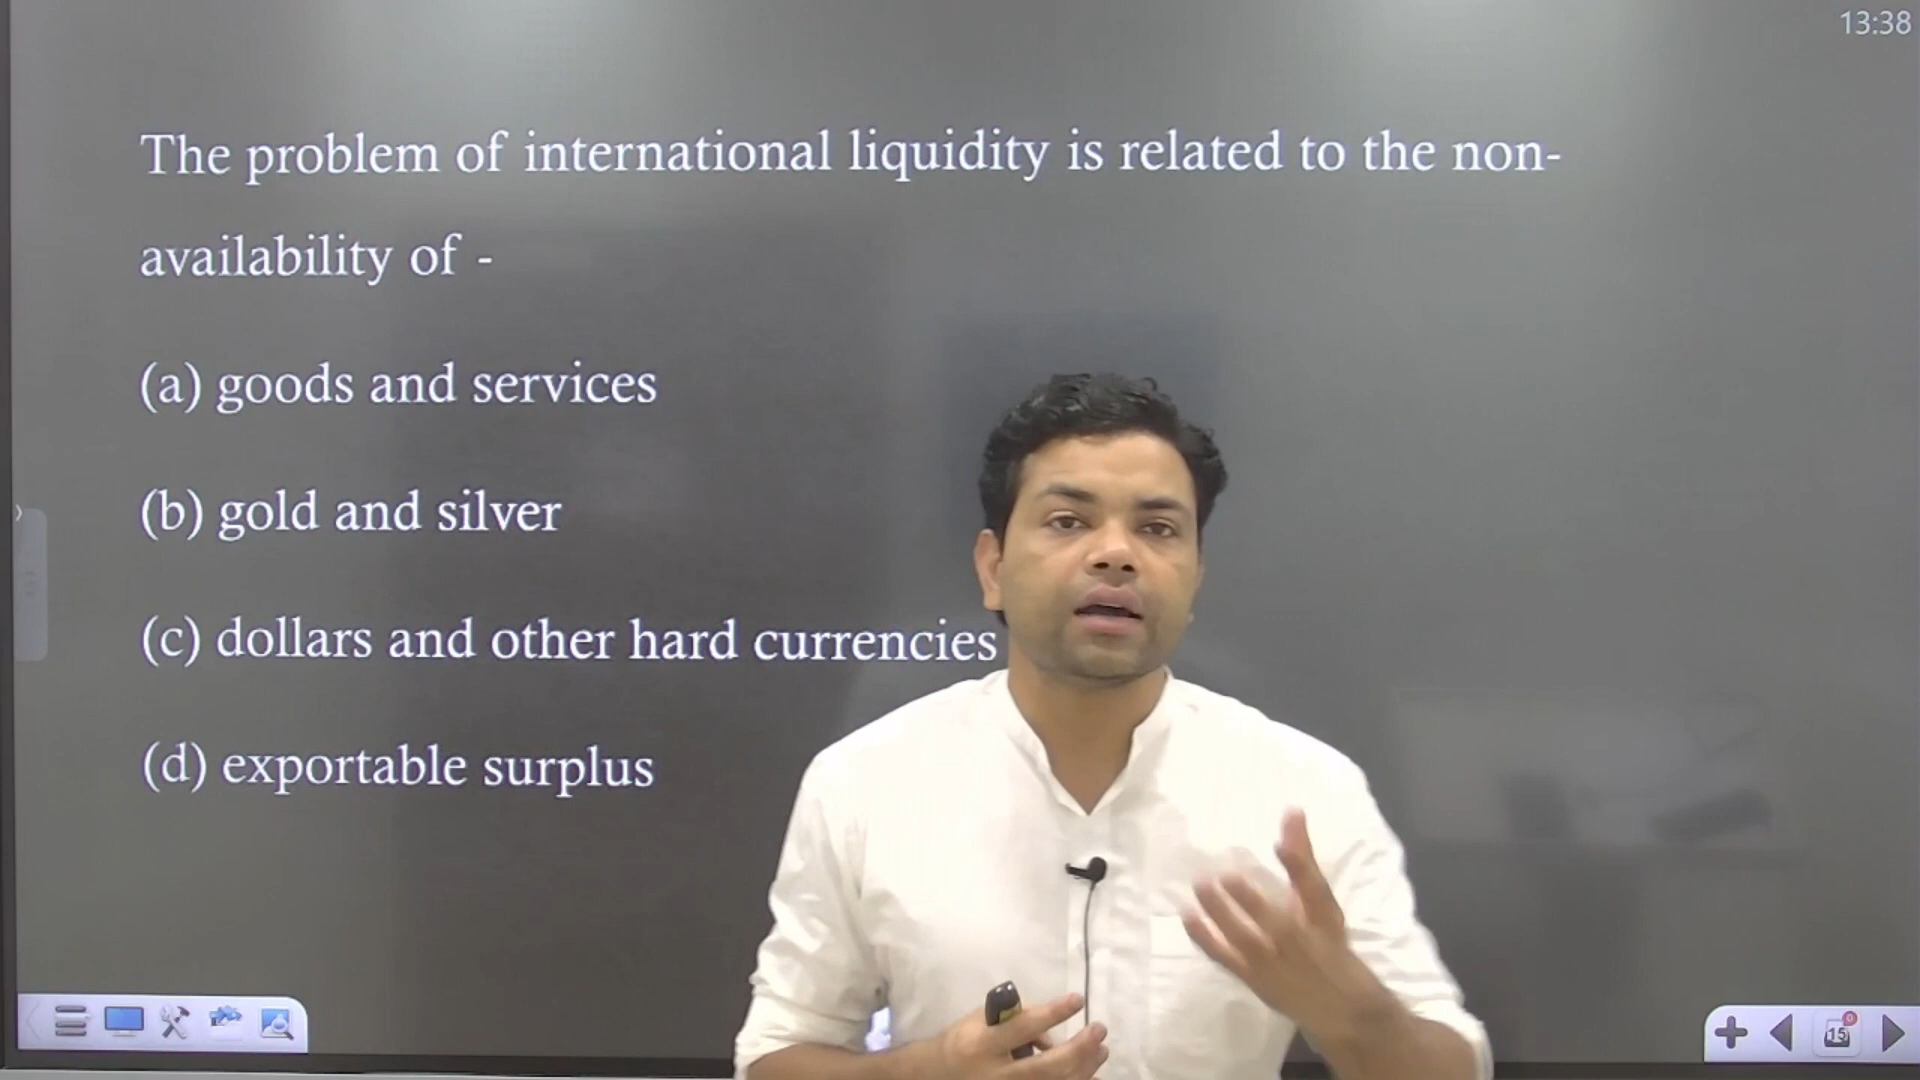 13:38
The problem of international liquidity is related to the non-
availability of -
(a) goods and services
(b) gold and silver
(c) dollars and other hard currencies
(d) exportable surplus
15
0